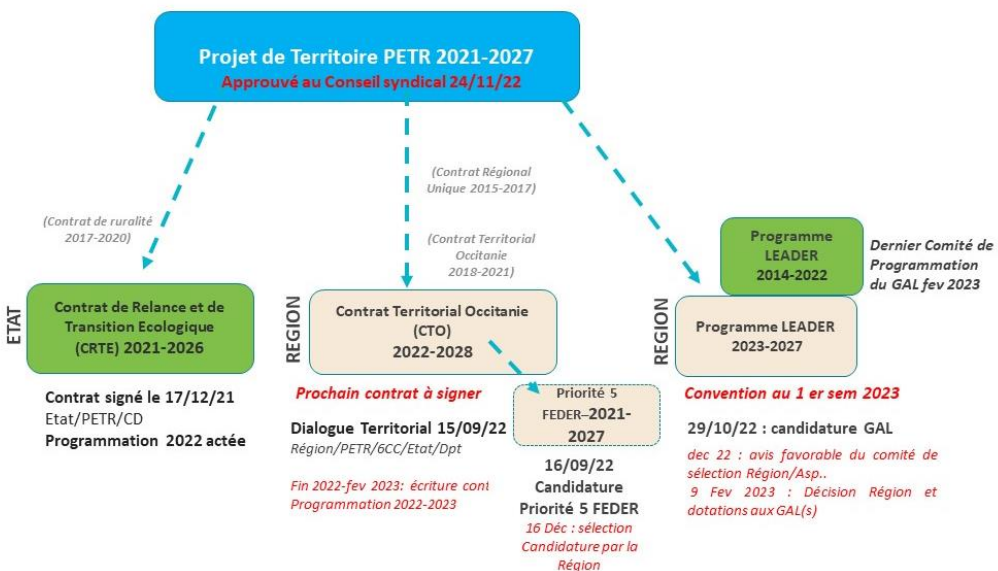 Projet de Territoire PETR 2021-2027
Approuvé au Conseil syndical 24/11/22
(Contrat de ruralité
2017-2020)
(Contrat Régional
Unique 2015-2017)
(Contrat Territorial
Occitanie
2018-2021)
ETAT
Contrat de Relance et de
Transition Ecologique
(CRTE) 2021-2026
Contrat signé le 17/12/21
Etat/PETR/CD
Programmation 2022 actée
REGION
Contrat Territorial Occitanie
(CTO)
2022-2028
Prochain contrat à signer
Dialogue Territorial 15/09/22
Région/PETR/6CC/Etat/Dpt
Fin 2022-fev 2023: écriture cont
Programmation 2022-2023
Priorité 5
FEDER–2021-
2027
16/09/22
Candidature
Priorité 5 FEDER
16 Déc : sélection
Candidature par la
Région
REGION
Programme
LEADER
2014-2022
Dernier Comité de
Programmation
du GAL fev 2023
Programme LEADER
2023-2027
Convention au 1 er sem 2023
29/10/22 : candidature GAL
dec 22 : avis favorable du comité de
sélection Région/Asp..
9 Fev 2023 : Décision Région et
dotations aux GAL(s)